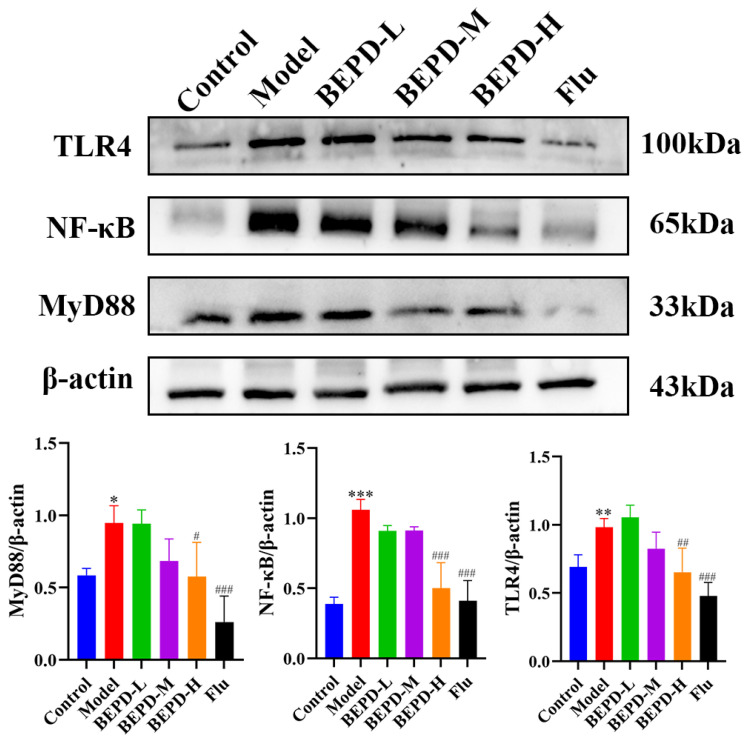 Control Model BEPD-L BEPD-M BEPD-H Flu
TLR4 100kDa
NF-κB 65kDa
MyD88 33kDa
β-actin 43kDa
MyD88/β-actin
1.5
1.0
0.5
0.0
*
#
###
Control Model BEPD-L BEPD-M BEPD-H Flu
NF-κB/β-actin
1.5
1.0
0.5
0.0
***
###
###
Control Model BEPD-L BEPD-M BEPD-H Flu
TLR4/β-actin
1.5
1.0
0.5
0.0
**
##
###
Control Model BEPD-L BEPD-M BEPD-H Flu